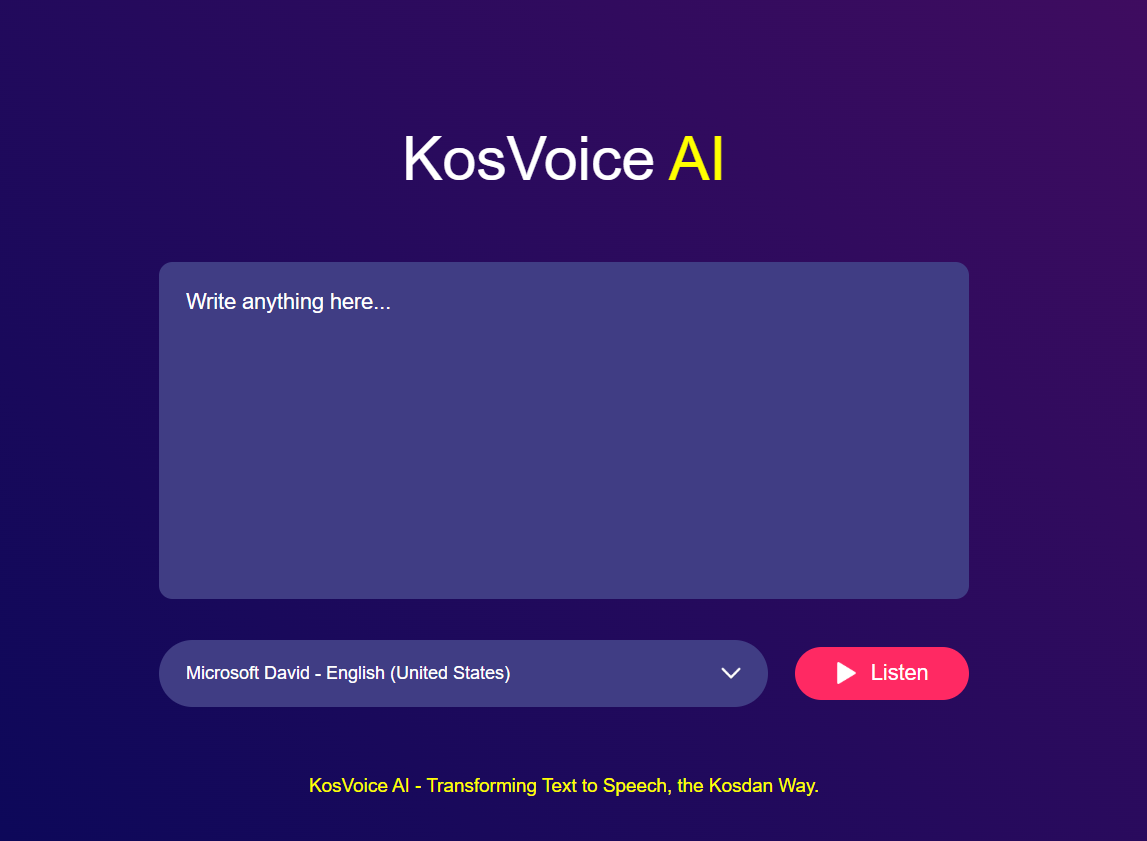 KosVoice AI
Write anything here...
Microsoft David - English (United States)
Listen
KosVoice AI - Transforming Text to Speech, the Kosdan Way.